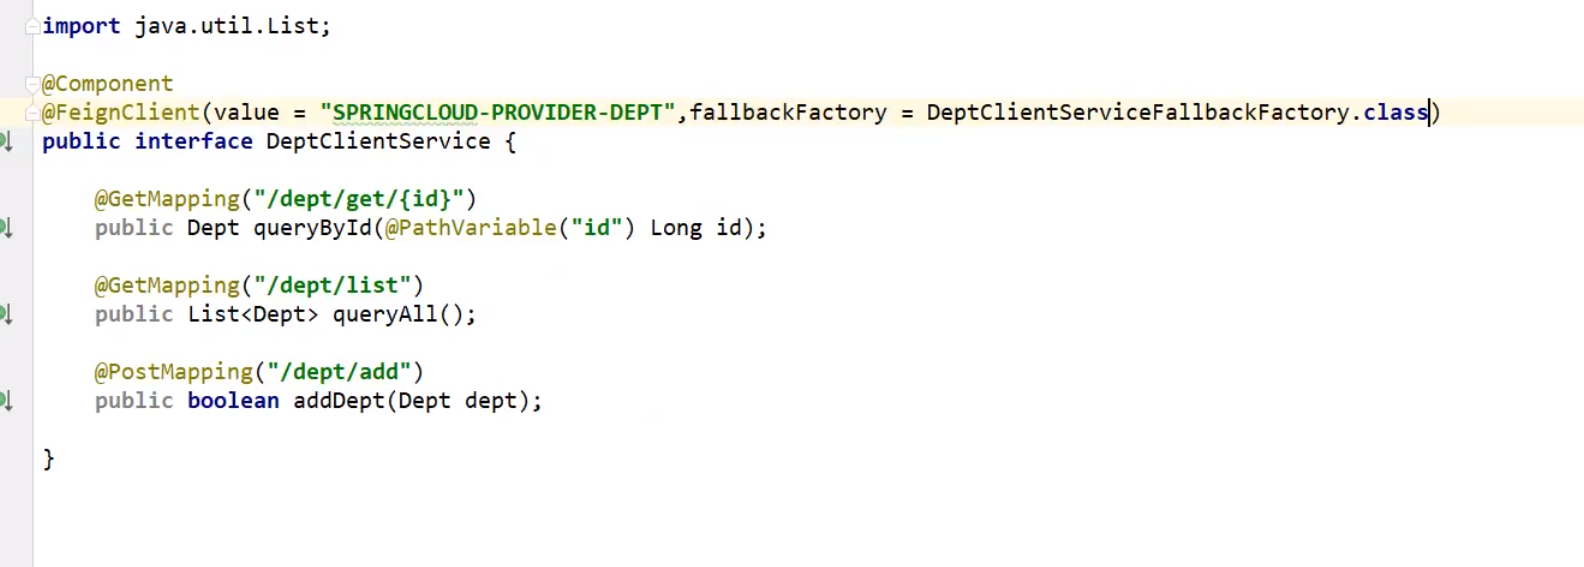 import java.util.List;
@Component
@FeignClient(value = "SPRINGCLOUD-PROVIDER-DEPT",fallbackFactory = DeptClientServiceFallbackFactory.class)
public interface DeptClientService {
@GetMapping("/dept/get/{id}")
public Dept queryById(@PathVariable("id") Long id);
@GetMapping("/dept/list")
public List<Dept> queryAll();
@PostMapping("/dept/add")
public boolean addDept(Dept dept);
}